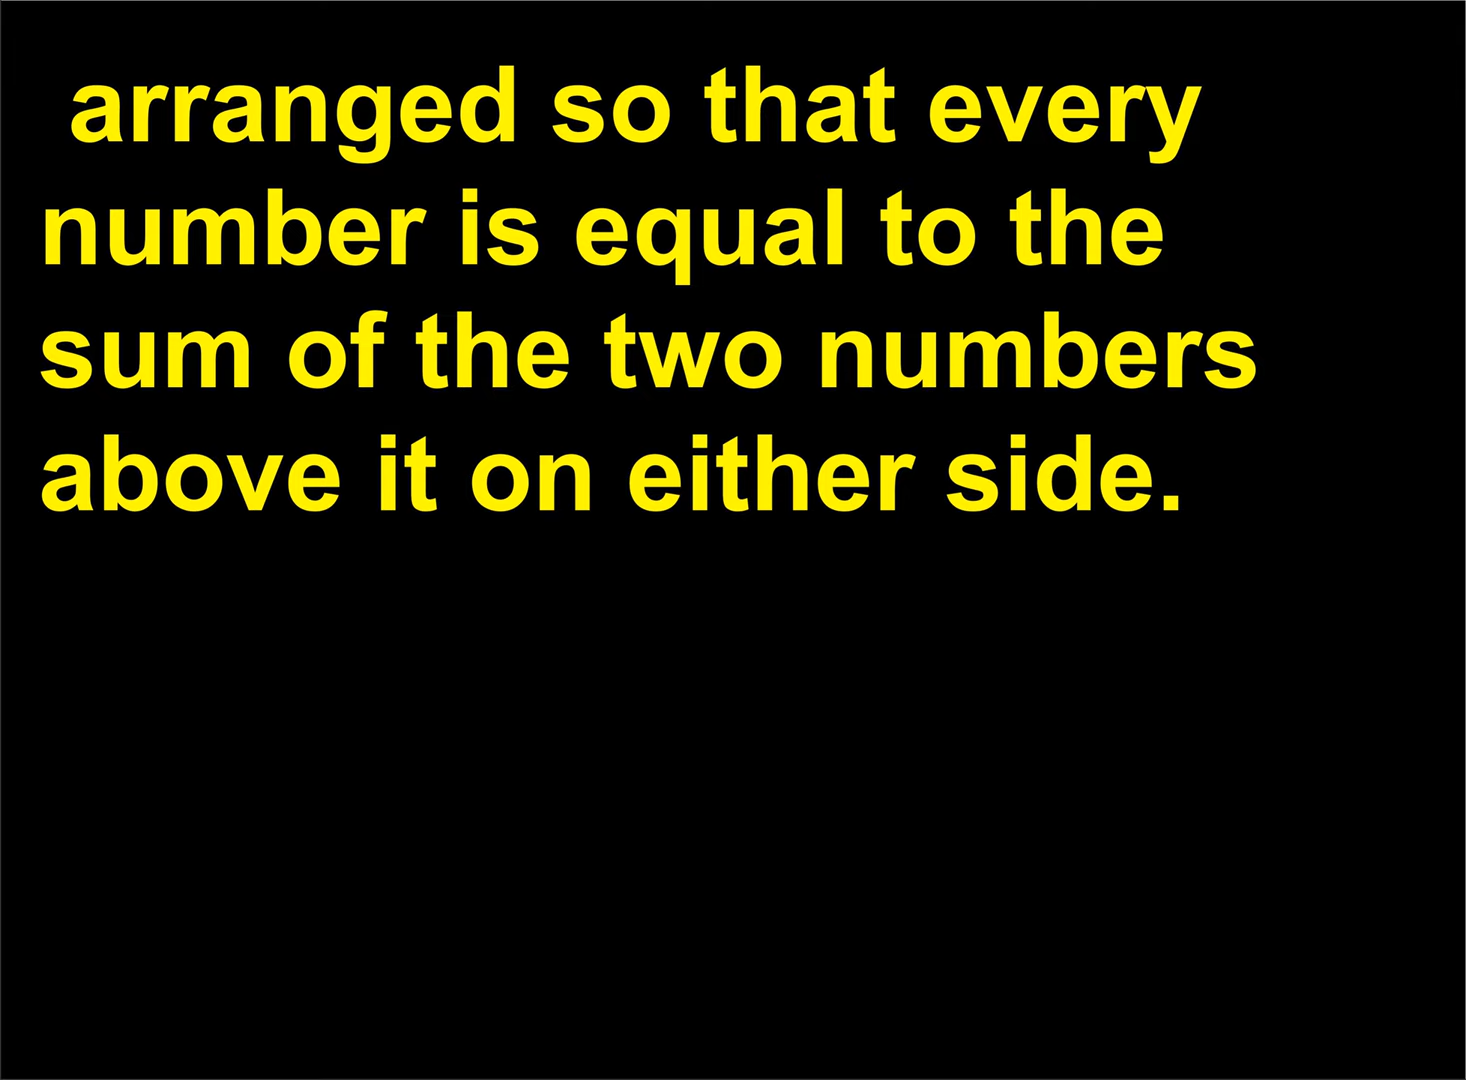 arranged so that every
number is equal to the
sum of the two numbers
above it on either side.